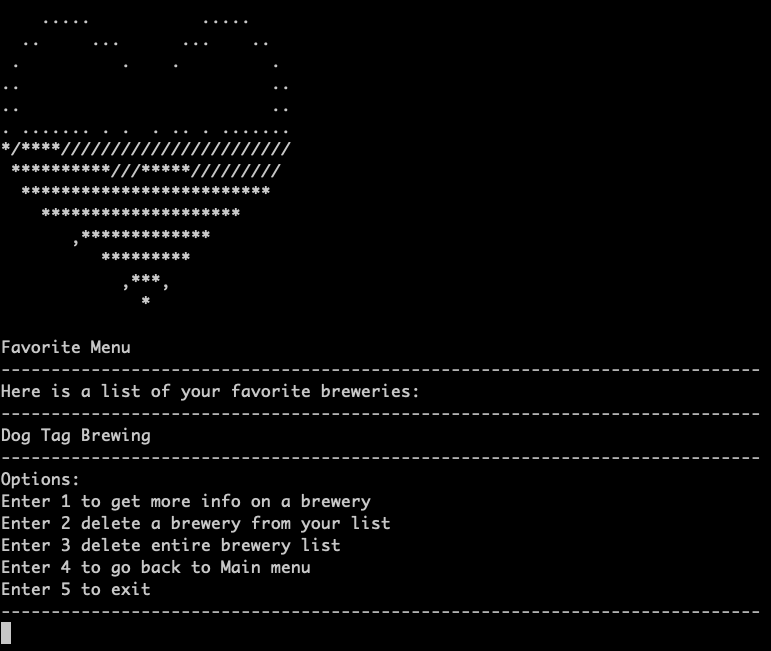 Favorite Menu
----------------------------------------------------------------------------
Here is a list of your favorite breweries:
----------------------------------------------------------------------------
Dog Tag Brewing
----------------------------------------------------------------------------
Options:
Enter 1 to get more info on a brewery
Enter 2 delete a brewery from your list
Enter 3 delete entire brewery list
Enter 4 to go back to Main menu
Enter 5 to exit
----------------------------------------------------------------------------